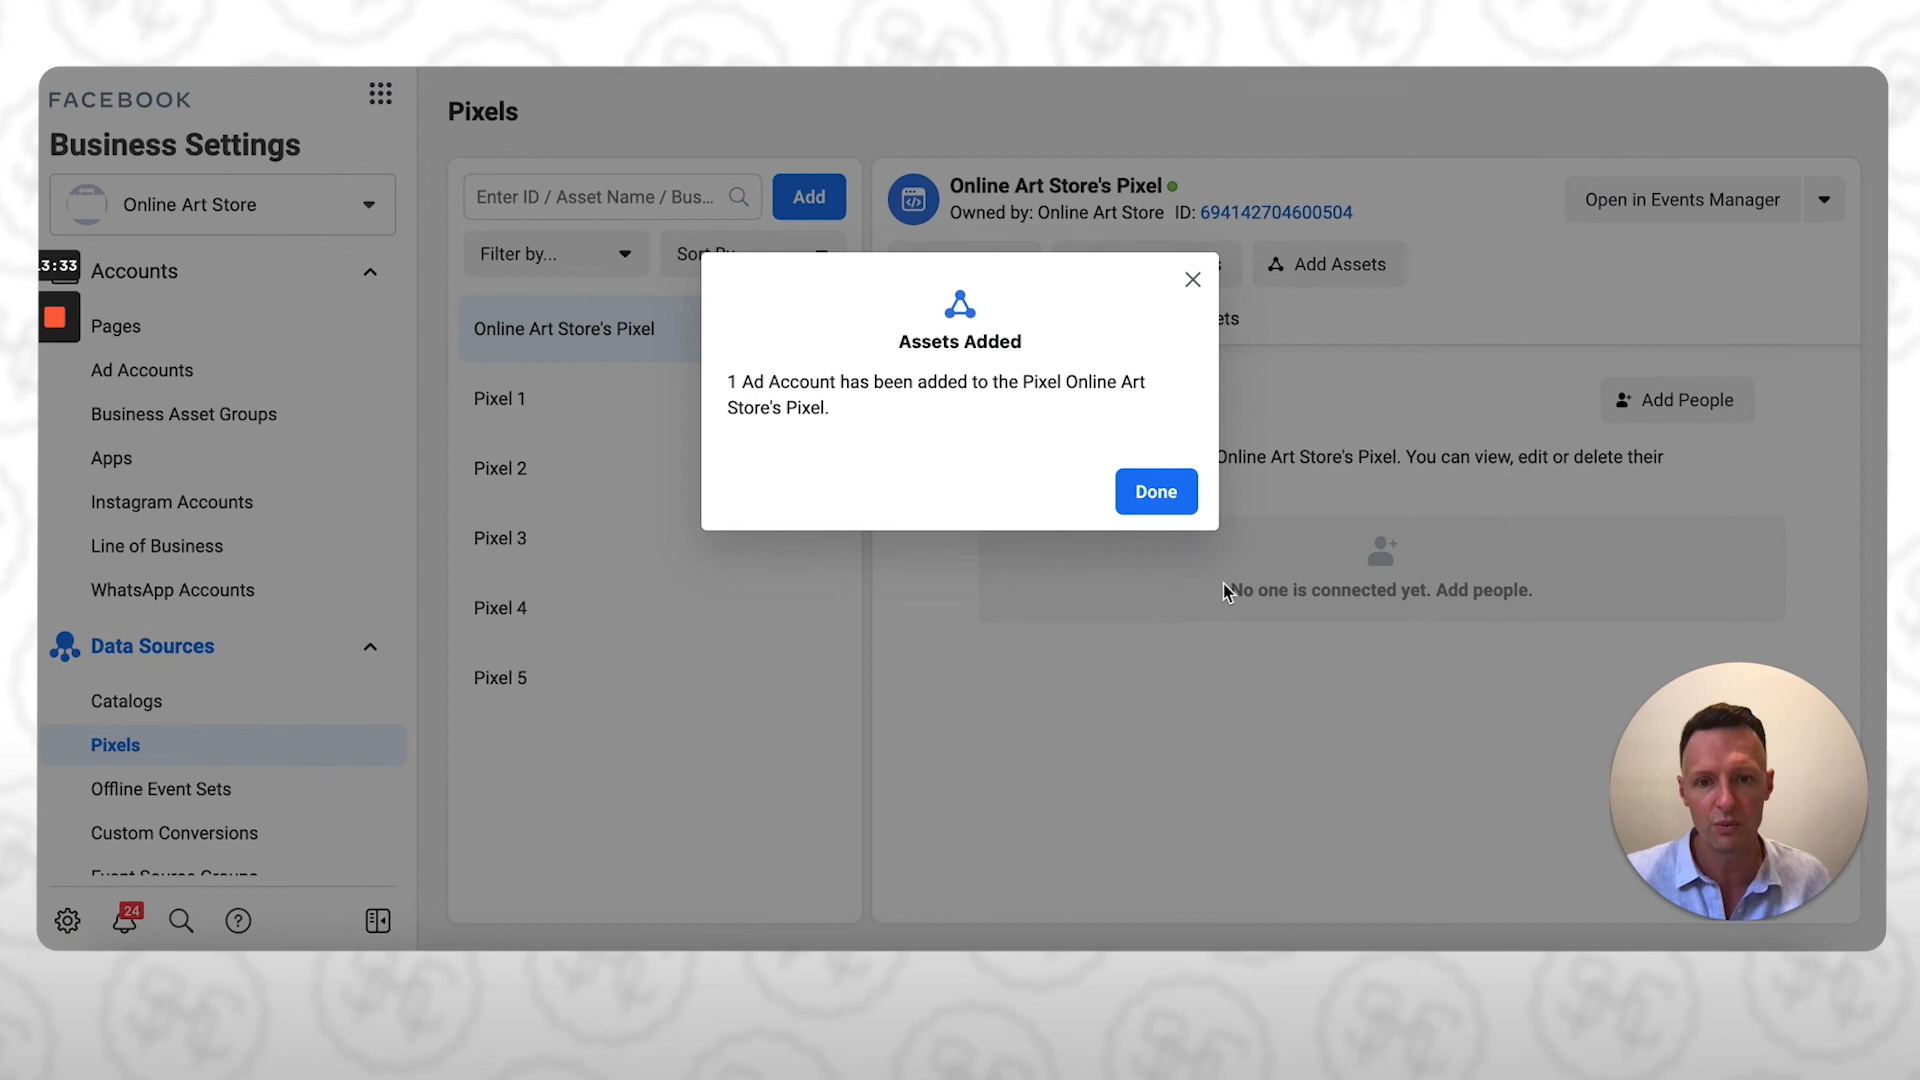 FACEBOOK
Business Settings
Online Art Store
3:33
Accounts
Pages
Ad Accounts
Business Asset Groups
Apps
Instagram Accounts
Line of Business
WhatsApp Accounts
Data Sources
Catalogs
Pixels
Offline Event Sets
Custom Conversions
Event Source Groups
24
Pixels
Enter ID / Asset Name / Bus...
Add
Filter by...
Sort By
Online Art Store's Pixel
Pixel 1
Pixel 2
Pixel 3
Pixel 4
Pixel 5
Online Art Store's Pixel
Owned by: Online Art Store ID: 694142704600504
Open in Events Manager
Add Assets
Add People
Online Art Store's Pixel. You can view, edit or delete their
No one is connected yet. Add people.
Assets Added
1 Ad Account has been added to the Pixel Online Art
Store's Pixel.
Done